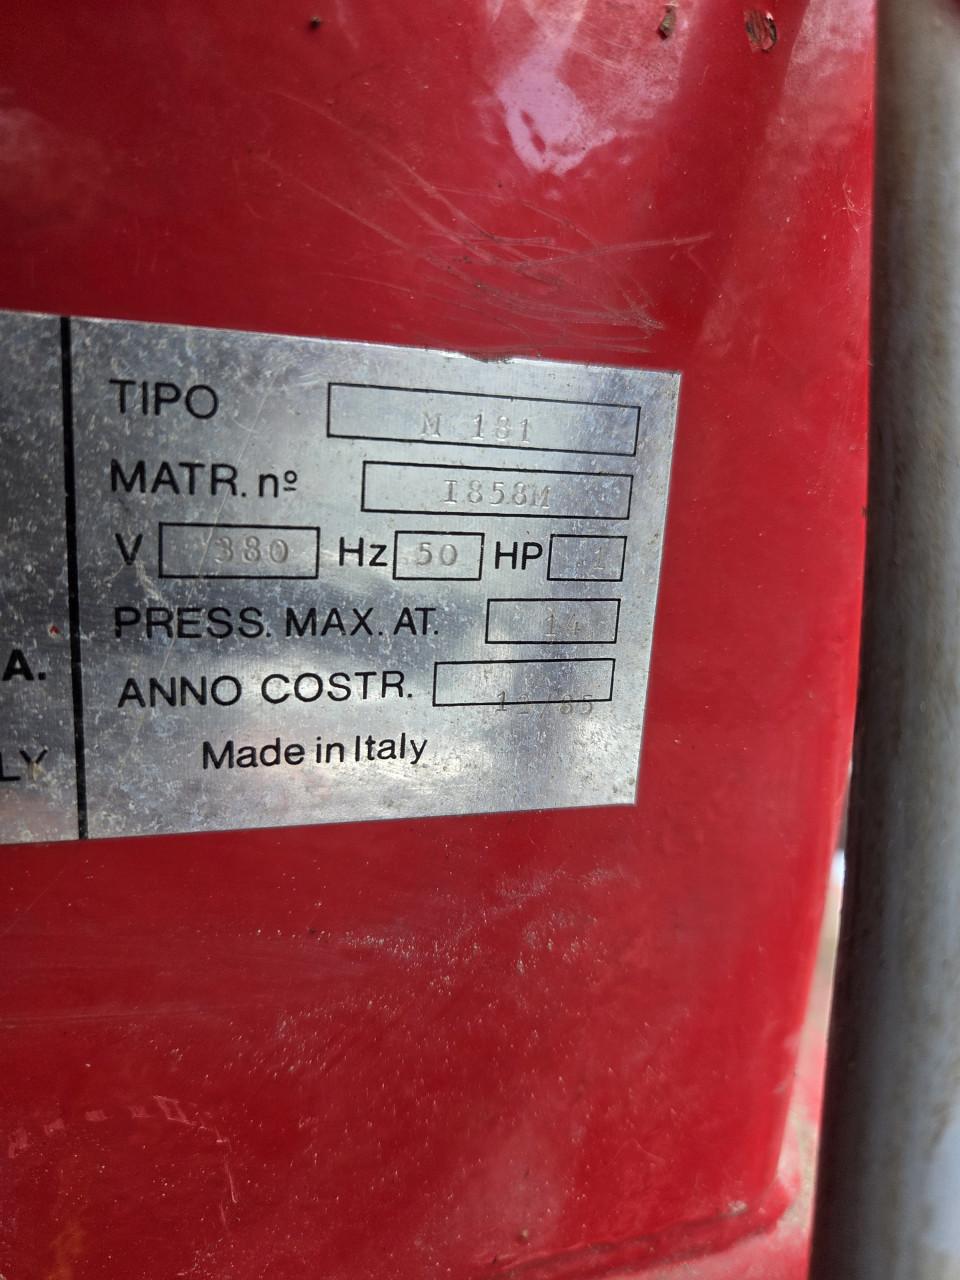 TIPO M 181
MATR. nº I858M
V 380 Hz 50 HP 1
PRESS. MAX. AT. 14
A.
ANNO COSTR.
LY
Made in Italy